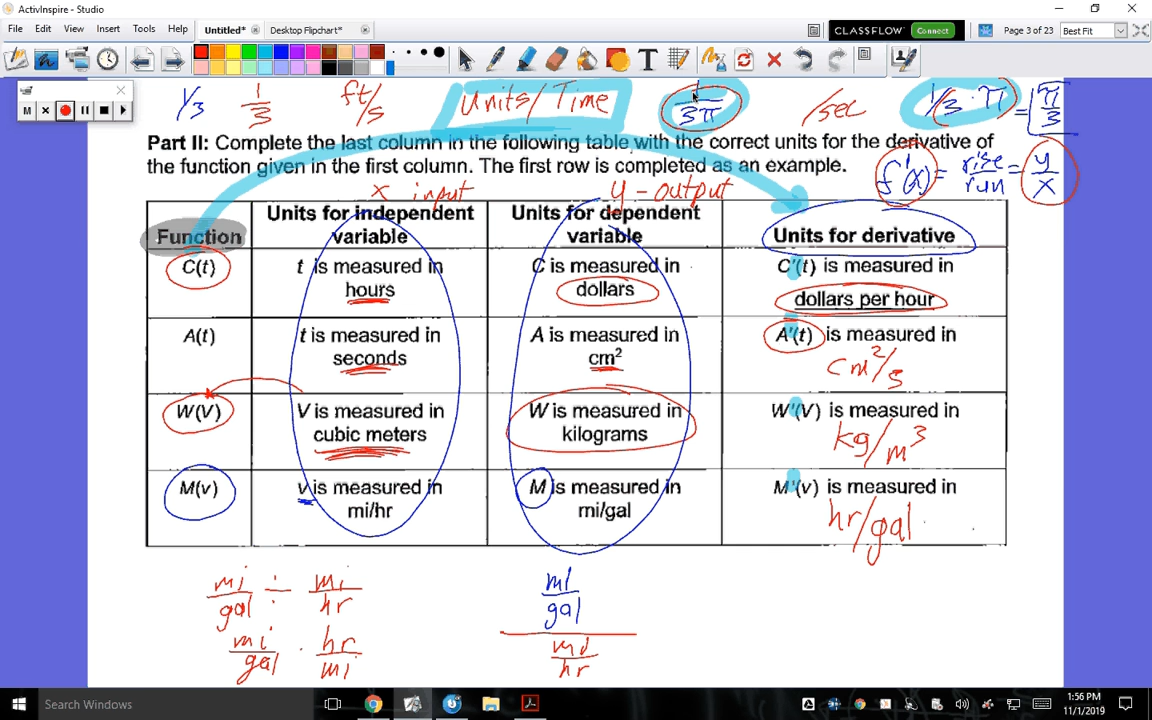 ActivInspire - Studio
File Edit View Insert Tools Help Untitled* Desktop Flipchart* CLASSFLOW Connect Page 3 of 23 Best Fit
1/3 1/3 ft/s Units/Time 1/3π /sec 1/3 · π = π/3
Part II: Complete the last column in the following table with the correct units for the derivative of
the function given in the first column. The first row is completed as an example.
f'(x) = rise/run = y/x
x input y - output
Function Units for independent variable Units for dependent variable Units for derivative
C(t) t is measured in hours C is measured in dollars C'(t) is measured in dollars per hour
A(t) t is measured in seconds A is measured in cm² A'(t) is measured in cm²/s
W(V) V is measured in cubic meters W is measured in kilograms W'(V) is measured in kg/m³
M(v) v is measured in mi/hr M is measured in mi/gal M'(v) is measured in hr/gal
mi/gal ÷ mi/hr
mi/gal · hr/mi
mi/gal
mi/hr
Search Windows
1:56 PM
11/1/2019